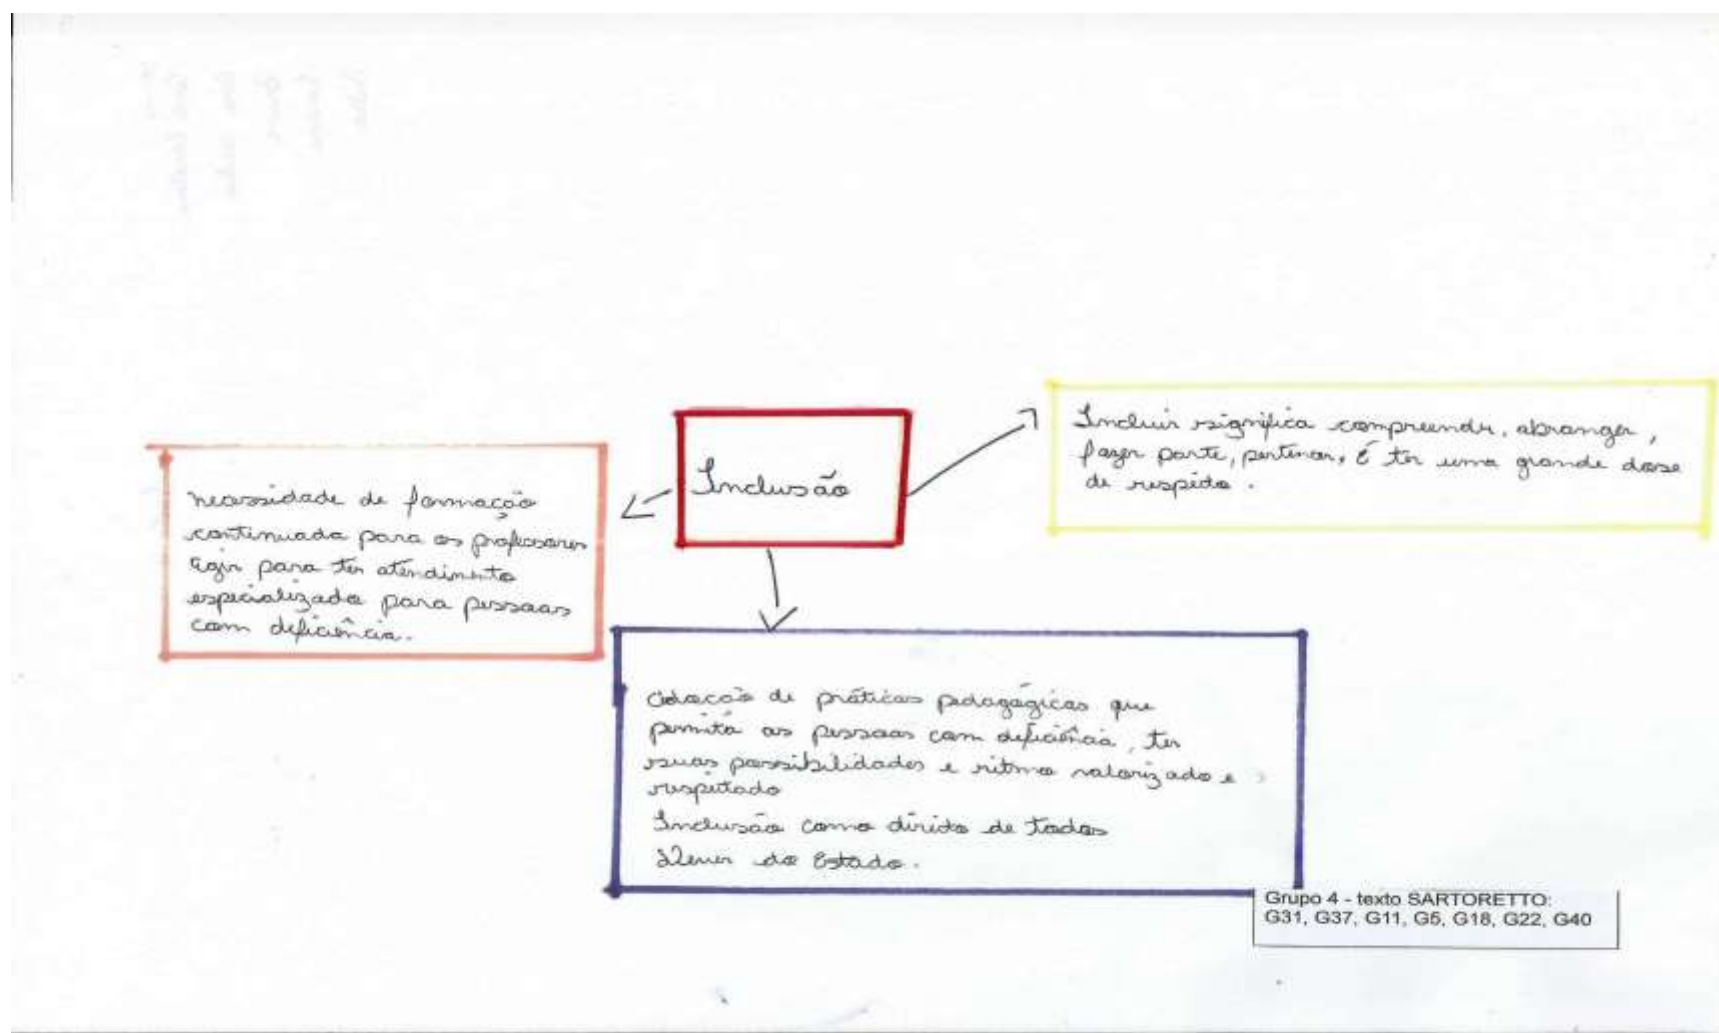 Inclusão
Incluir significa compreender, abranger,
fazer parte, pertencer, É ter uma grande dose
de respeito.
necessidade de formação
continuada para os professores
Agir para ter atendimento
especializado para pessoas
com deficiência.
Adoção de práticas pedagógicas que
permita as pessoas com deficiência, ter
suas possibilidades e ritmo valorizado e
respeitado
Inclusão como direito de todos
Dever do Estado.
Grupo 4 - texto SARTORETTO:
G31, G37, G11, G5, G18, G22, G40